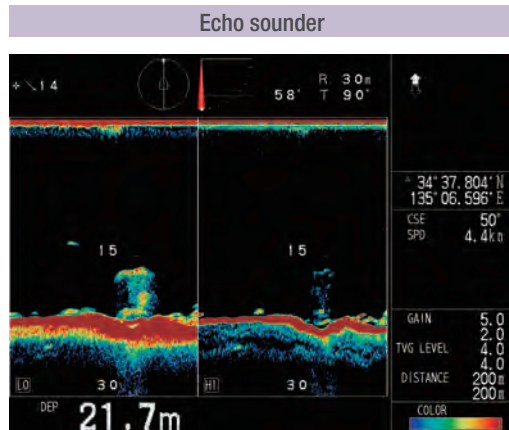 Echo sounder
+ ↘14
R 30m
58° T 90°
34°37.804'N
135°06.596'E
CSE 50°
SPD 4.4kn
15
15
GAIN 5.0
2.0
TVG LEVEL 4.0
4.0
DISTANCE 200m
200m
LO
30
HI
30
DEP 21.7m
COLOR